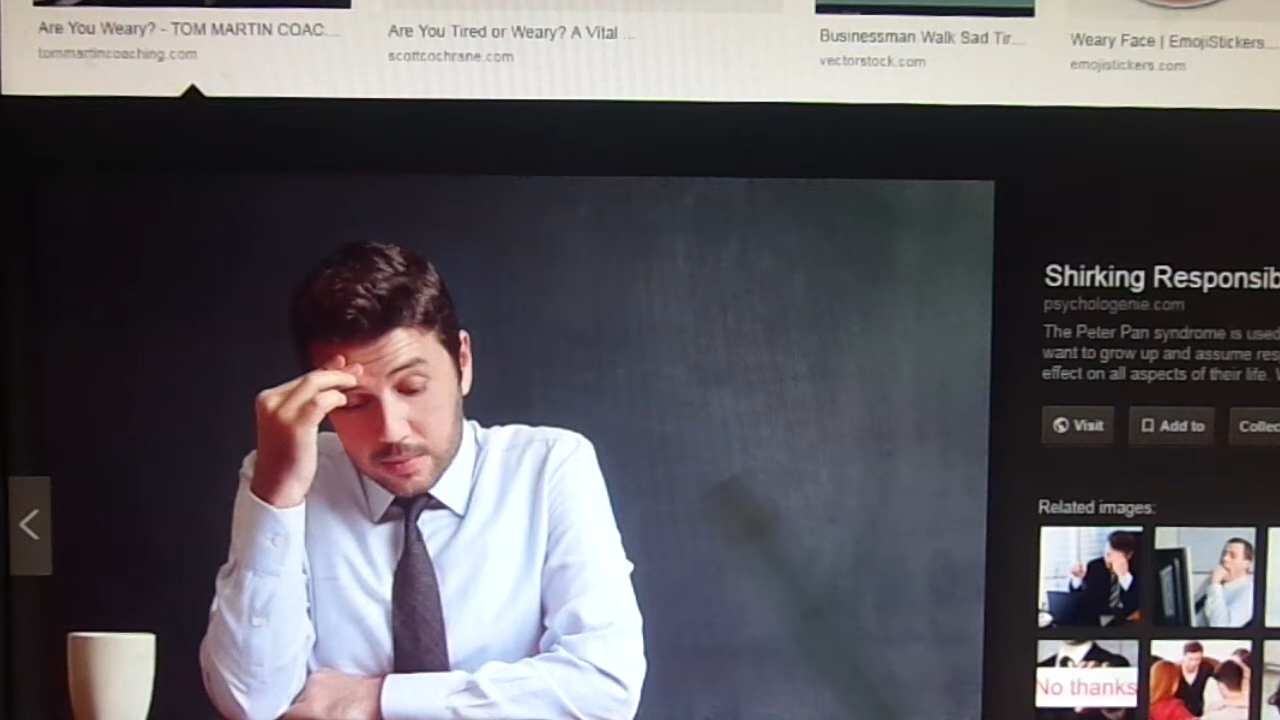 Are You Weary? - TOM MARTIN COAC...
tommartincoaching.com
Are You Tired or Weary? A Vital ...
scottcochrane.com
Businessman Walk Sad Tir...
vectorstock.com
Weary Face | EmojiStickers...
emojistickers.com
Shirking Responsib
psychologenie.com
The Peter Pan syndrome is used
want to grow up and assume res
effect on all aspects of their life. W
Visit
Add to
Collec
Related images:
No thanks